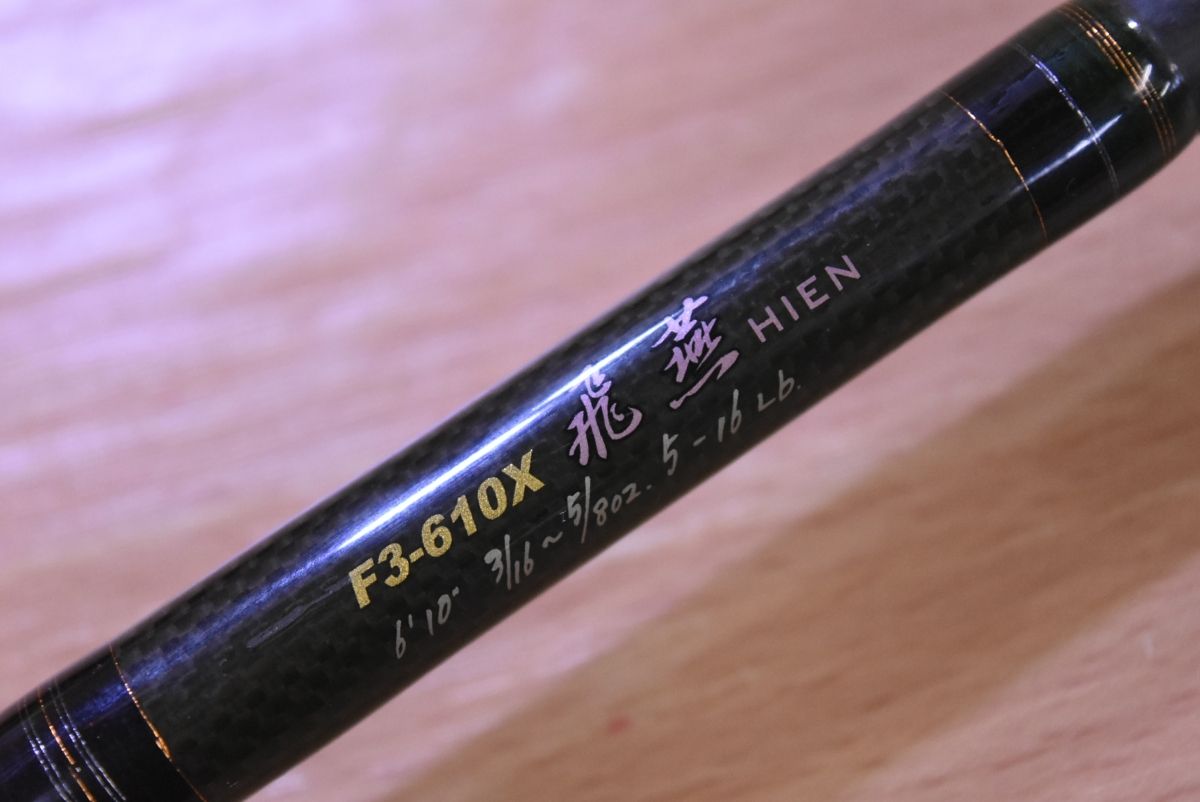 F3-610X 飛燕 HIEN
6'10" 3/16~5/8oz. 5-16Lb.